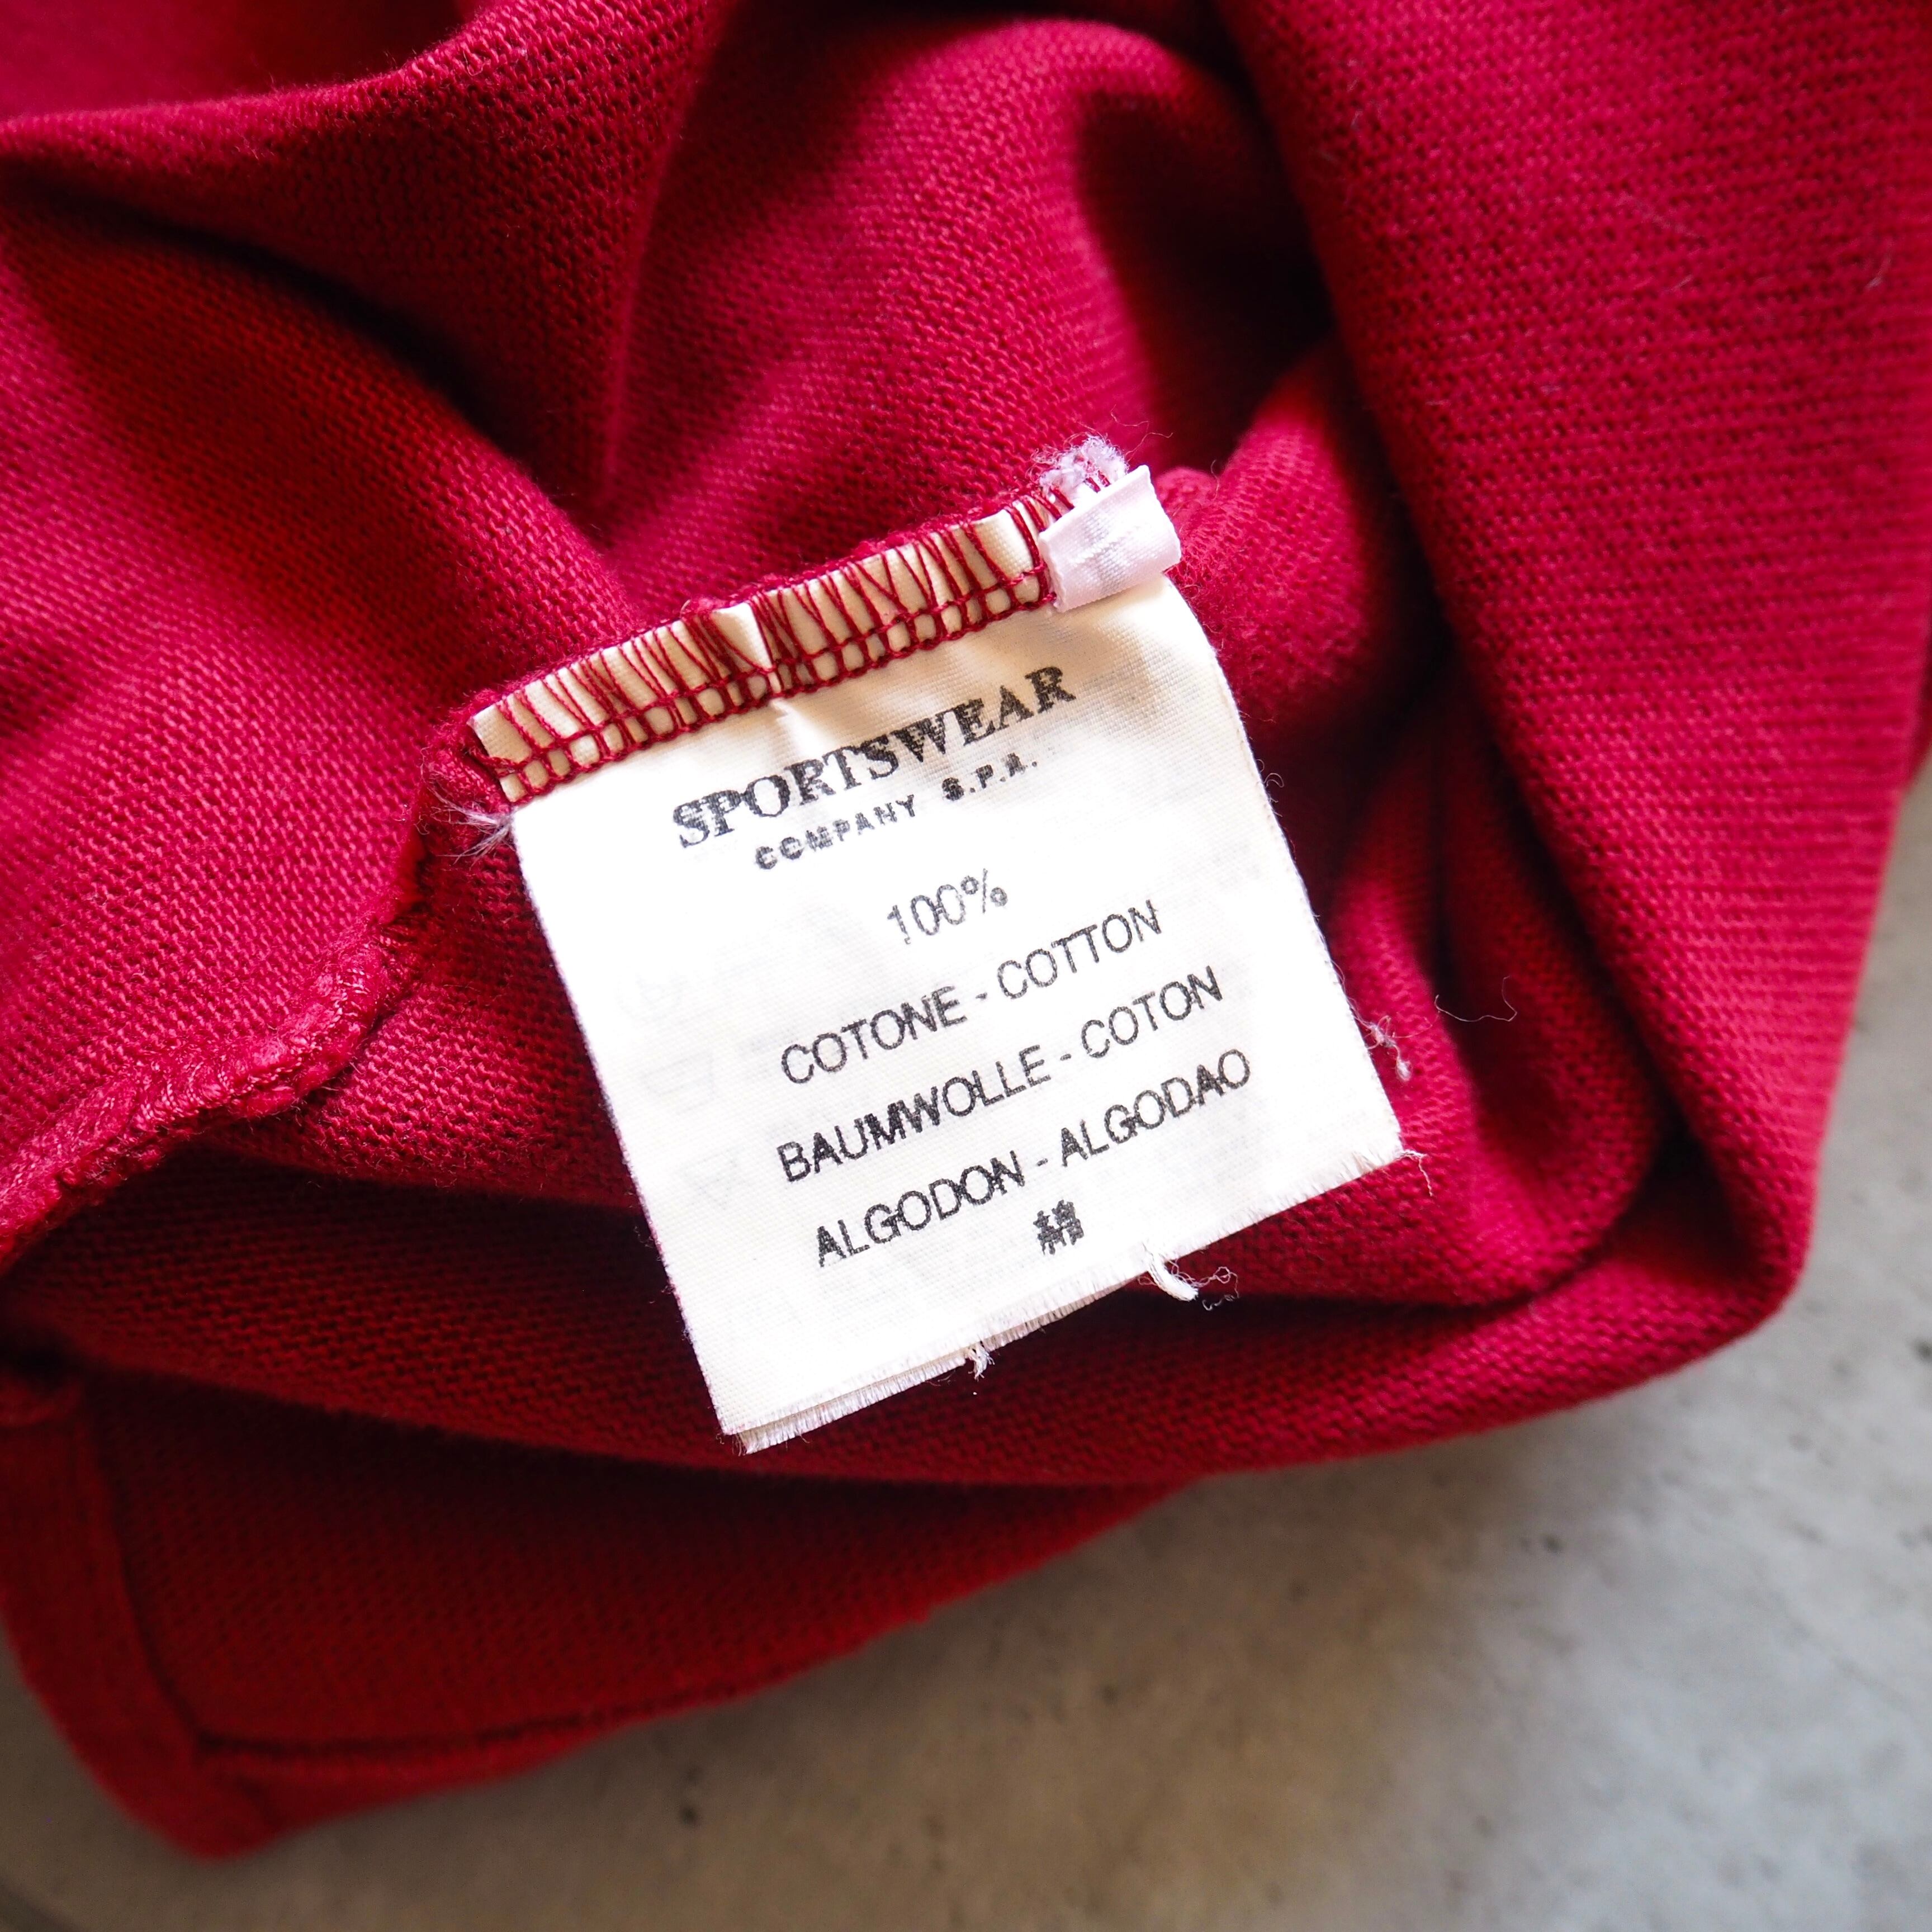 SPORTSWEAR
COMPANY S.P.A.
100%
COTONE - COTTON
BAUMWOLLE - COTON
ALGODON - ALGODAO
綿